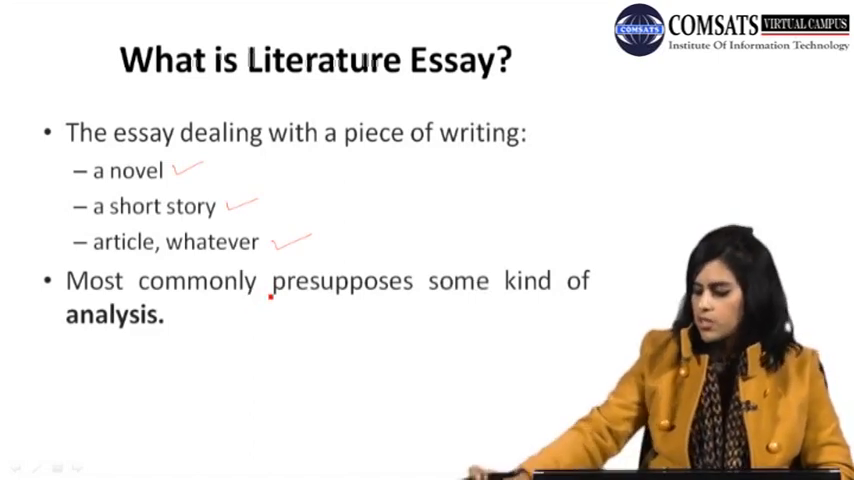 COMSATS VIRTUAL CAMPUS
COMSATS
Institute Of Information Technology
What is Literature Essay?
• The essay dealing with a piece of writing:
– a novel
– a short story
– article, whatever
• Most commonly presupposes some kind of
analysis.